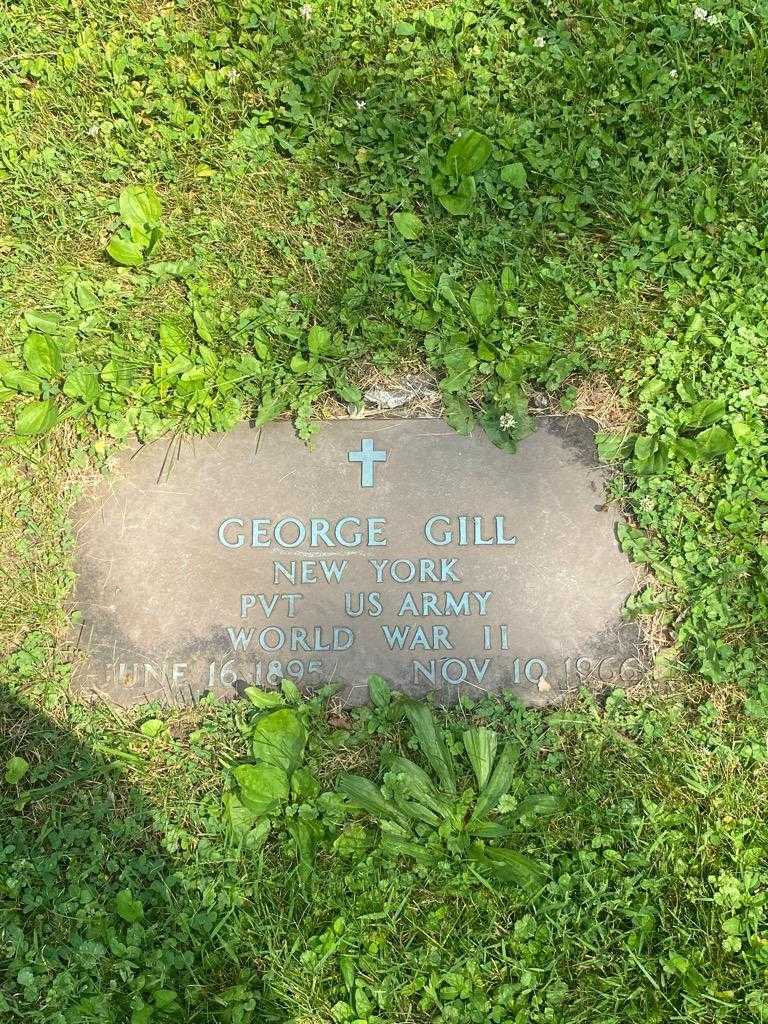 GEORGE GILL
NEW YORK
PVT US ARMY
WORLD WAR II
JUNE 16 1895 NOV 10 1966